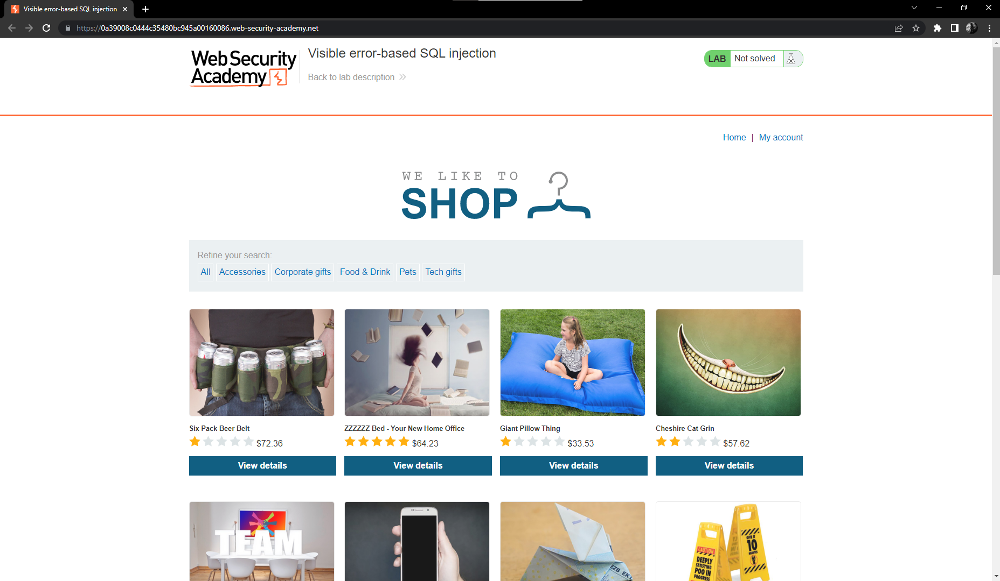 Visible error-based SQL injection
https://0a39008c0444c35480bc945a00160086.web-security-academy.net
Web Security
Academy
Visible error-based SQL injection
Back to lab description
LAB Not solved
Home | My account
WE LIKE TO
SHOP
Refine your search:
All Accessories Corporate gifts Food & Drink Pets Tech gifts
Six Pack Beer Belt
$72.36
View details
ZZZZZZ Bed - Your New Home Office
$64.23
View details
Giant Pillow Thing
$33.53
View details
Cheshire Cat Grin
$57.62
View details
TEAM
EZB EK
CAUTION
DEEPLY
SATISFYING
POO IN
PROGRESS
GIVE IT
10
MINUTES